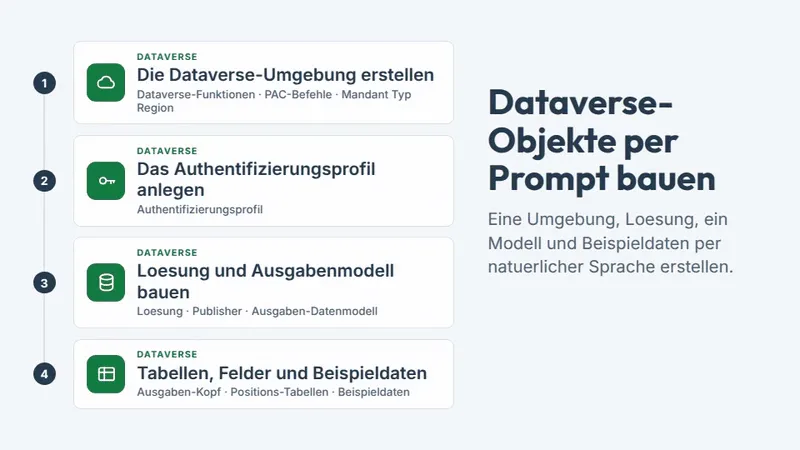 1
DATAVERSE
Die Dataverse-Umgebung erstellen
Dataverse-Funktionen · PAC-Befehle · Mandant Typ
Region
2
DATAVERSE
Das Authentifizierungsprofil
anlegen
Authentifizierungsprofil
3
DATAVERSE
Loesung und Ausgabenmodell
bauen
Loesung · Publisher · Ausgaben-Datenmodell
4
DATAVERSE
Tabellen, Felder und Beispieldaten
Ausgaben-Kopf · Positions-Tabellen · Beispieldaten
Dataverse-
Objekte per
Prompt bauen
Eine Umgebung, Loesung, ein
Modell und Beispieldaten per
natuerlicher Sprache erstellen.